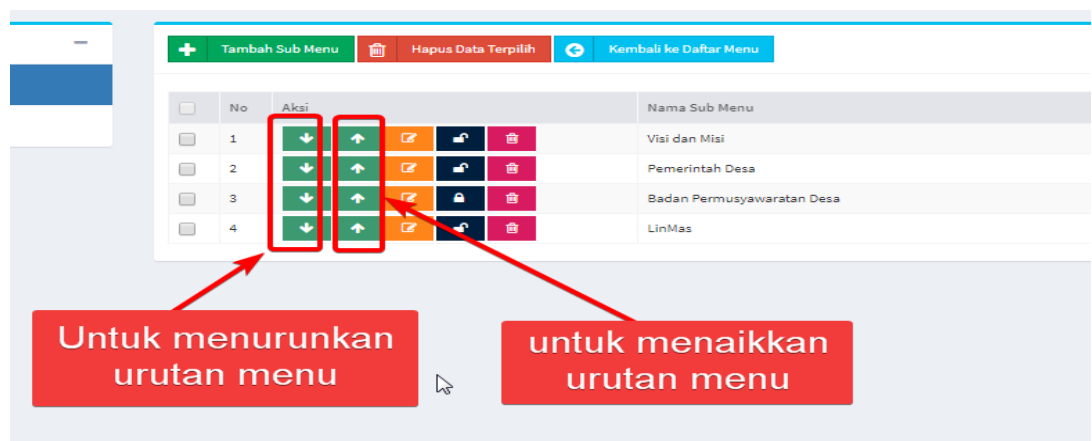 Tambah Sub Menu Hapus Data Terpilih Kembali ke Daftar Menu
No Aksi Nama Sub Menu
1 Visi dan Misi
2 Pemerintah Desa
3 Badan Permusyawaratan Desa
4 LinMas
Untuk menurunkan
urutan menu
untuk menaikkan
urutan menu